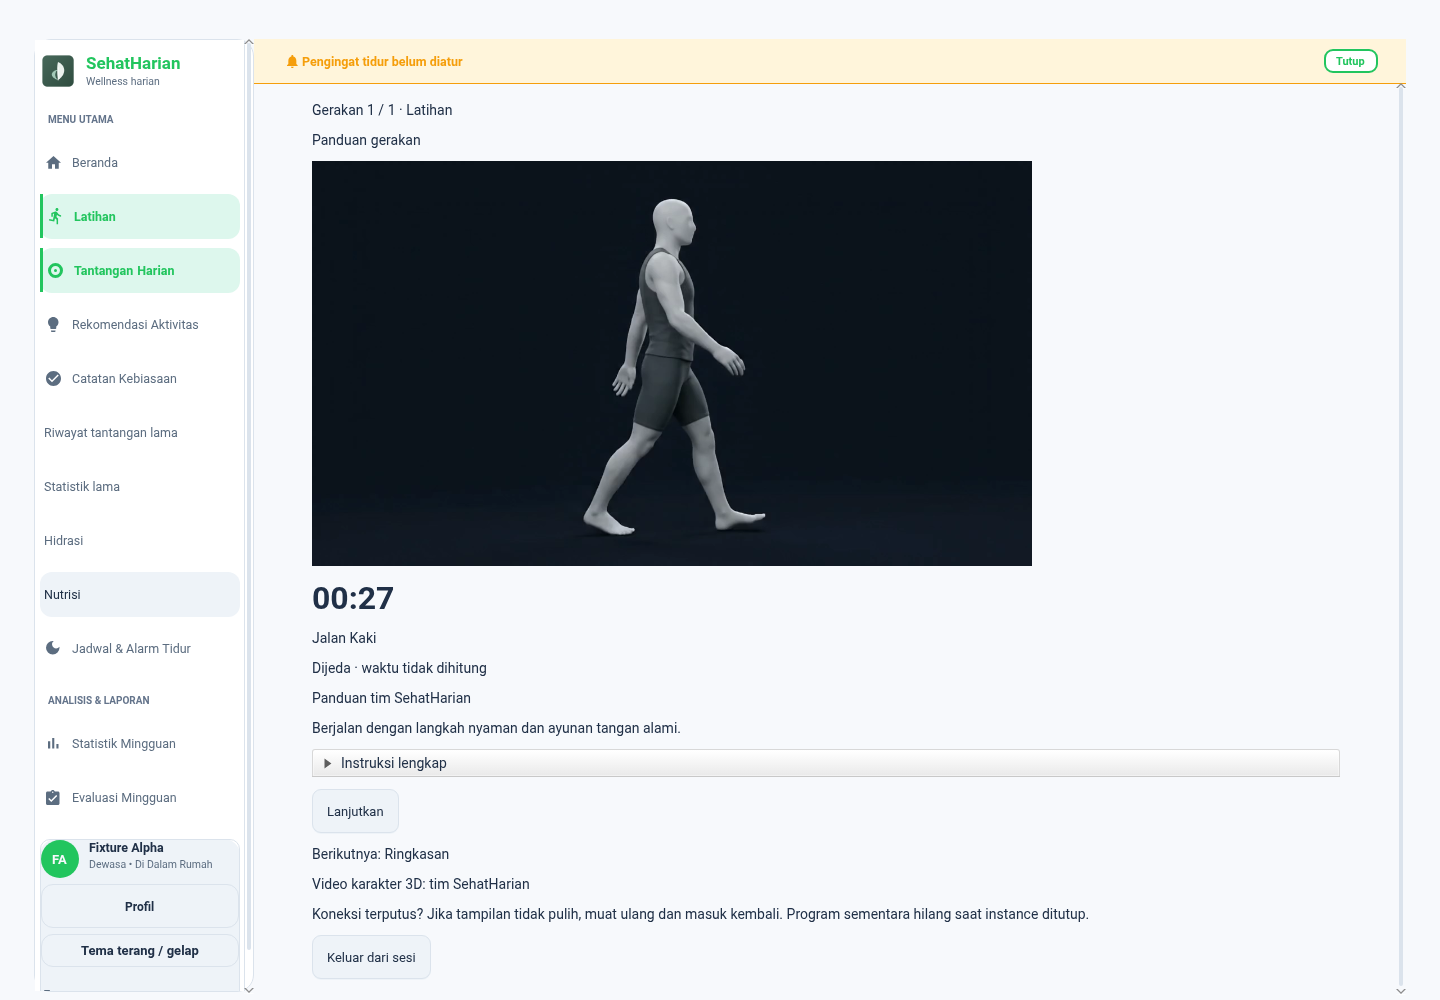 SehatHarian
Wellness harian
MENU UTAMA
Beranda
Latihan
Tantangan Harian
Rekomendasi Aktivitas
Catatan Kebiasaan
Riwayat tantangan lama
Statistik lama
Hidrasi
Nutrisi
Jadwal & Alarm Tidur
ANALISIS & LAPORAN
Statistik Mingguan
Evaluasi Mingguan
FA
Fixture Alpha
Dewasa • Di Dalam Rumah
Profil
Tema terang / gelap
Pengingat tidur belum diatur
Tutup
Gerakan 1 / 1 · Latihan
Panduan gerakan
00:27
Jalan Kaki
Dijeda · waktu tidak dihitung
Panduan tim SehatHarian
Berjalan dengan langkah nyaman dan ayunan tangan alami.
Instruksi lengkap
Lanjutkan
Berikutnya: Ringkasan
Video karakter 3D: tim SehatHarian
Koneksi terputus? Jika tampilan tidak pulih, muat ulang dan masuk kembali. Program sementara hilang saat instance ditutup.
Keluar dari sesi